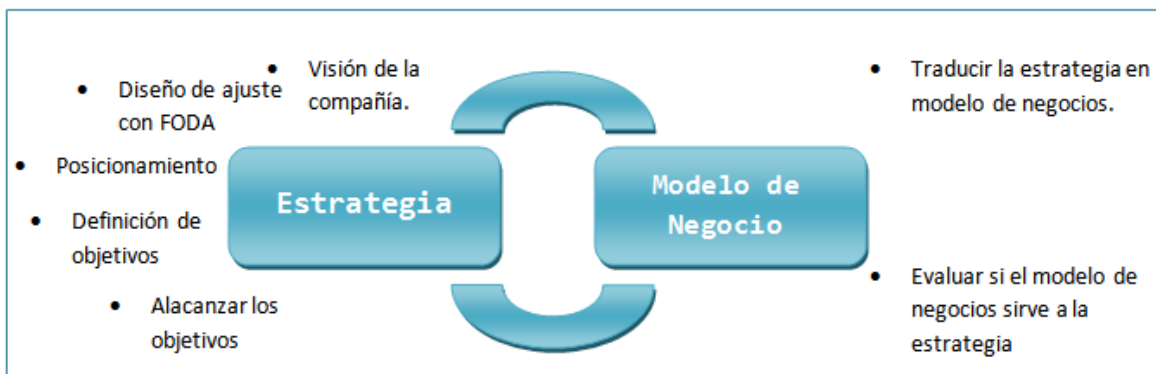 Visión de la
compañía.
Diseño de ajuste
con FODA
Posicionamiento
Definición de
objetivos
Alacanzar los
objetivos
Estrategia
Modelo de
Negocio
Traducir la estrategia en
modelo de negocios.
Evaluar si el modelo de
negocios sirve a la
estrategia